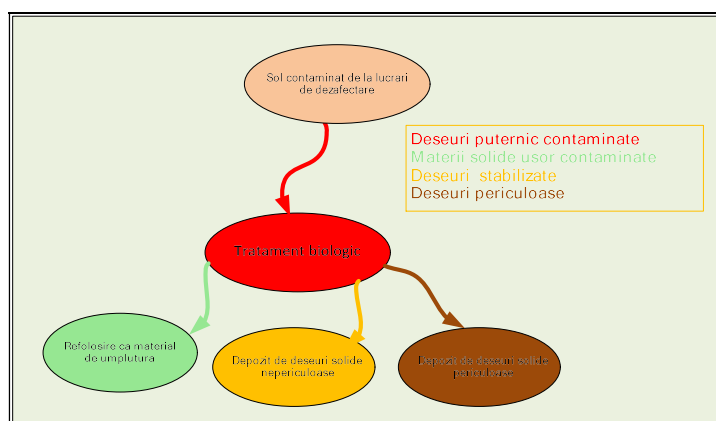 Sol contaminat de la lucrari
de dezafectare
Deseuri puternic contaminate
Materii solide usor contaminate
Deseuri stabilizate
Deseuri periculoase
Tratament biologic
Refolosire ca material
de umplutura
Depozit de deseuri solide
nepericuloase
Depozit de deseuri solide
periculoase